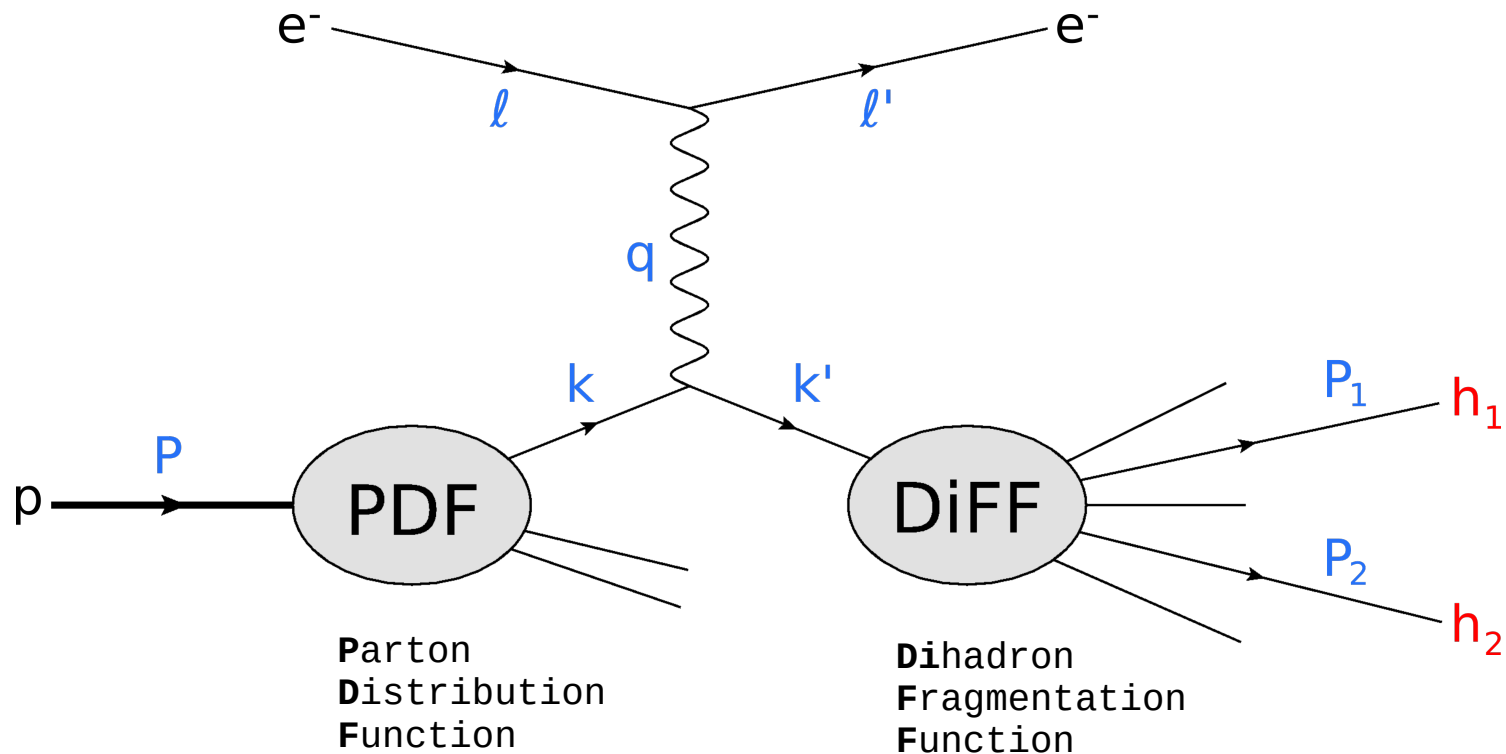 e-
e-
ℓ
ℓ'
q
k
k'
P
p
PDF
DiFF
P1
h1
P2
h2
Parton
Distribution
Function
Dihadron
Fragmentation
Function